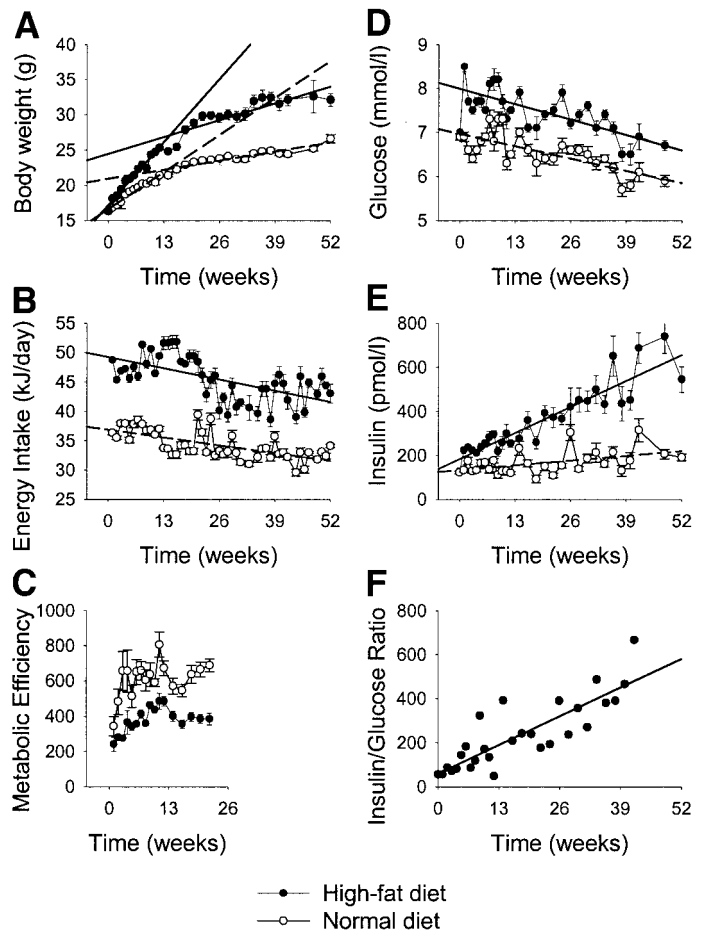 A
Body weight (g)
40
35
30
25
20
15
0 13 26 39 52
Time (weeks)
D
Glucose (mmol/l)
9
8
7
6
5
0 13 26 39 52
Time (weeks)
B
Energy Intake (kJ/day)
55
50
45
40
35
30
25
0 13 26 39 52
Time (weeks)
E
Insulin (pmol/l)
800
600
400
200
0
0 13 26 39 52
Time (weeks)
C
Metabolic Efficiency
1000
800
600
400
200
0
0 13 26
Time (weeks)
F
Insulin/Glucose Ratio
800
600
400
200
0
0 13 26 39 52
Time (weeks)
High-fat diet
Normal diet